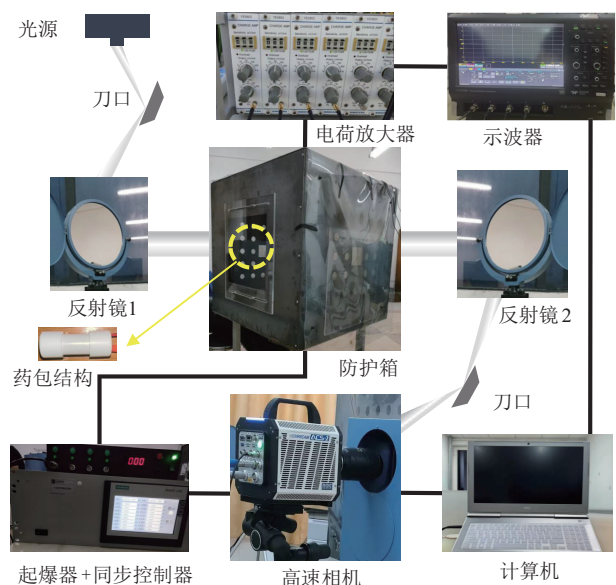 光源
刀口
电荷放大器
示波器
反射镜1
反射镜2
药包结构
防护箱
刀口
000
起爆器+同步控制器
高速相机
计算机